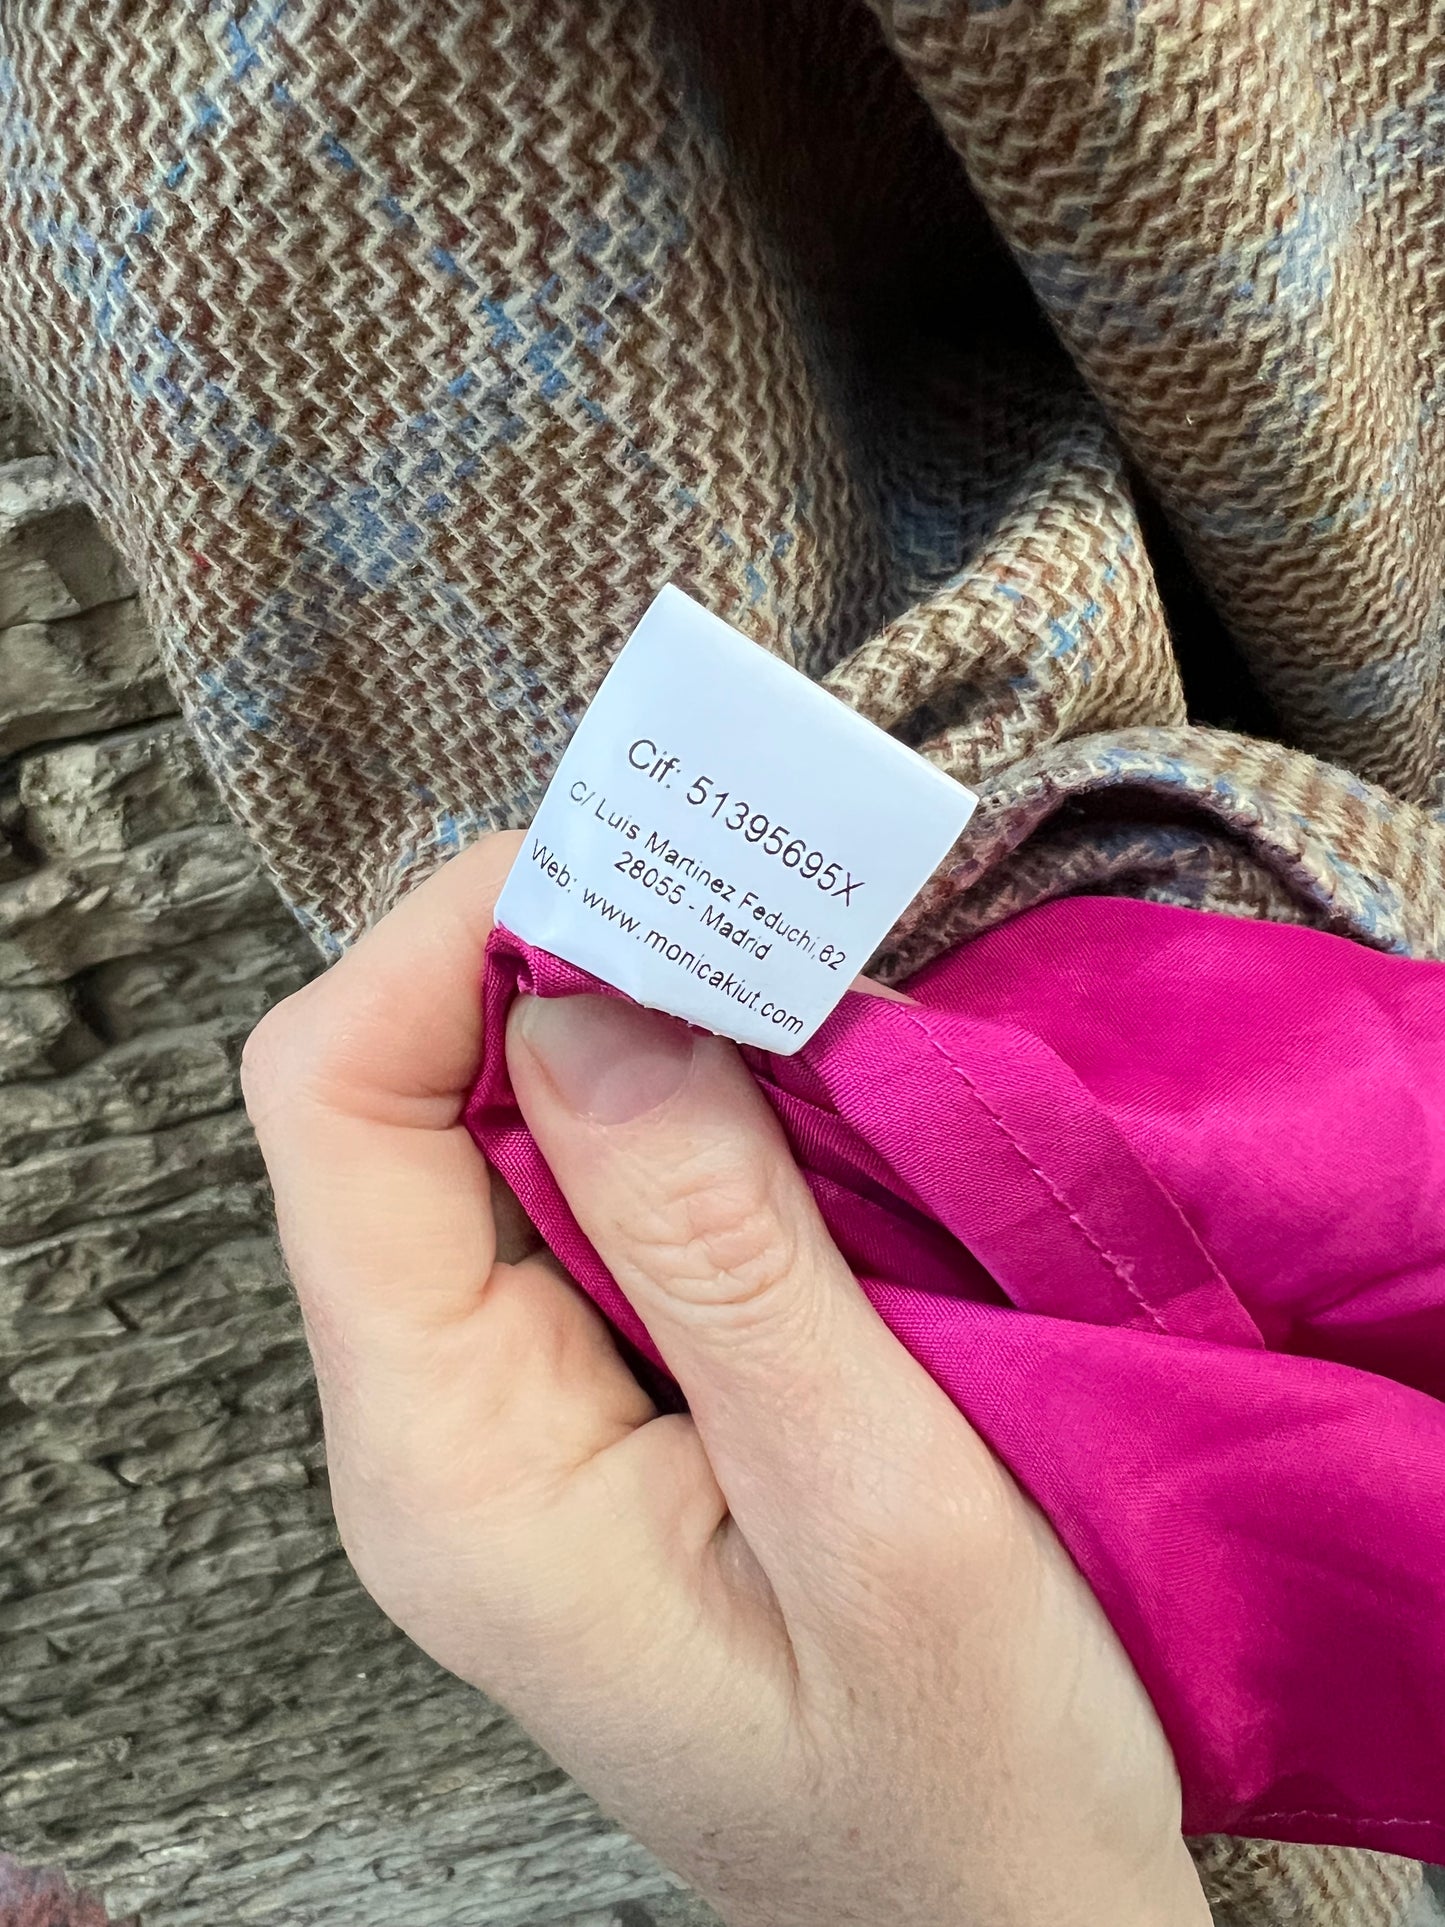 Cif: 51395695X
C/ Luis Martinez Feduchi,62
28055 - Madrid
Web: www.monicakiut.com